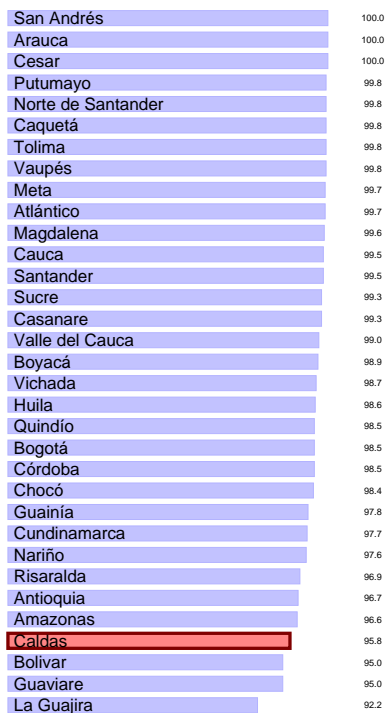 San Andrés 100.0
Arauca 100.0
Cesar 100.0
Putumayo 99.8
Norte de Santander 99.8
Caquetá 99.8
Tolima 99.8
Vaupés 99.8
Meta 99.7
Atlántico 99.7
Magdalena 99.6
Cauca 99.5
Santander 99.5
Sucre 99.3
Casanare 99.3
Valle del Cauca 99.0
Boyacá 98.9
Vichada 98.7
Huila 98.6
Quindío 98.5
Bogotá 98.5
Córdoba 98.5
Chocó 98.4
Guainía 97.8
Cundinamarca 97.7
Nariño 97.6
Risaralda 96.9
Antioquia 96.7
Amazonas 96.6
Caldas 95.8
Bolivar 95.0
Guaviare 95.0
La Guajira 92.2